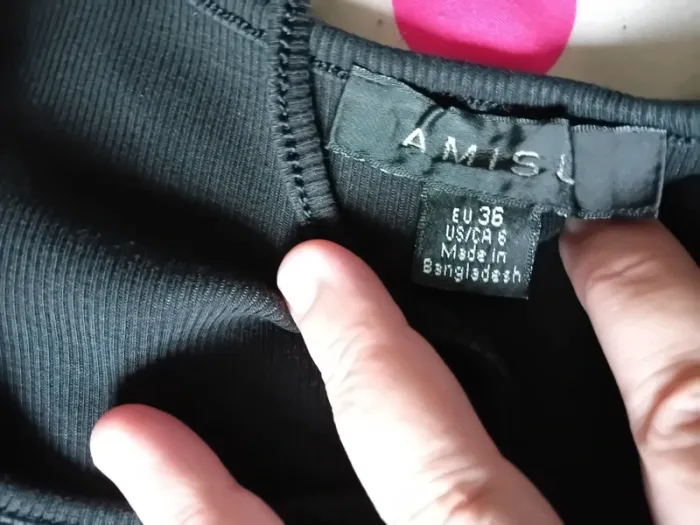 AMISU
EU 36
US/CA 6
Made in
Bangladesh